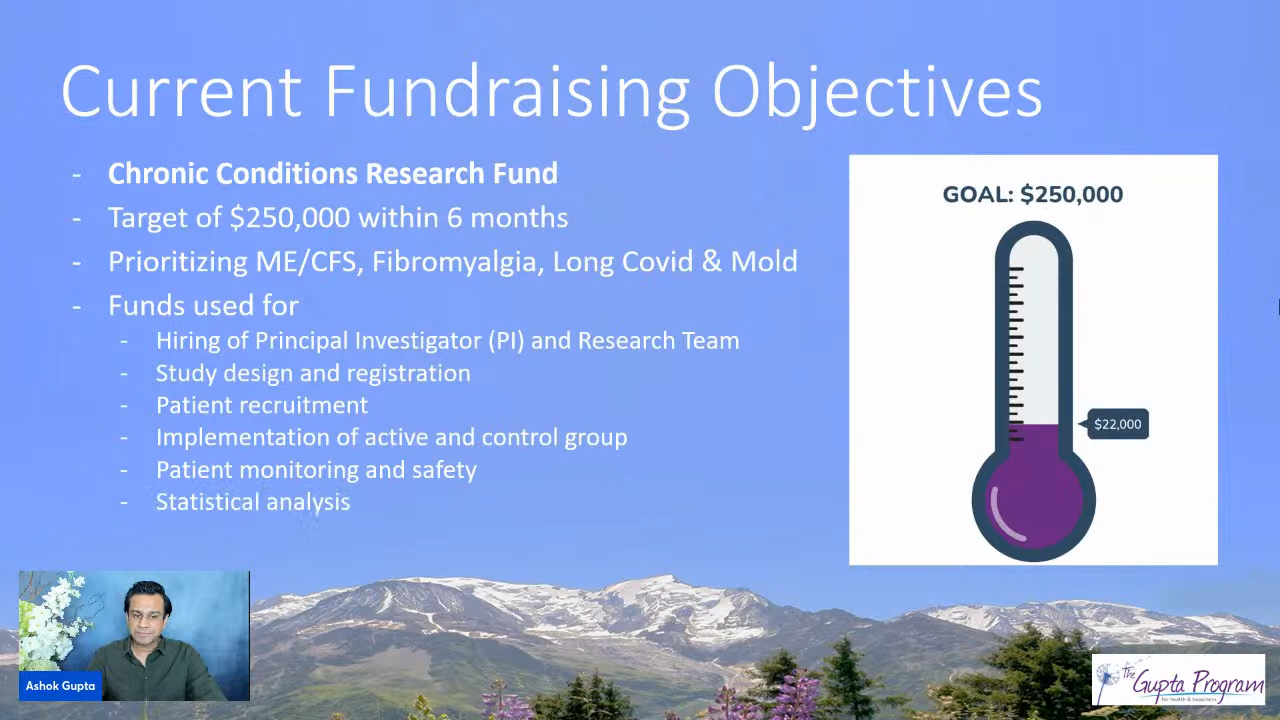 Current Fundraising Objectives
- Chronic Conditions Research Fund
- Target of $250,000 within 6 months
- Prioritizing ME/CFS, Fibromyalgia, Long Covid & Mold
- Funds used for
- Hiring of Principal Investigator (PI) and Research Team
- Study design and registration
- Patient recruitment
- Implementation of active and control group
- Patient monitoring and safety
- Statistical analysis
GOAL: $250,000
$22,000
Ashok Gupta
The Gupta Program
for health & happiness